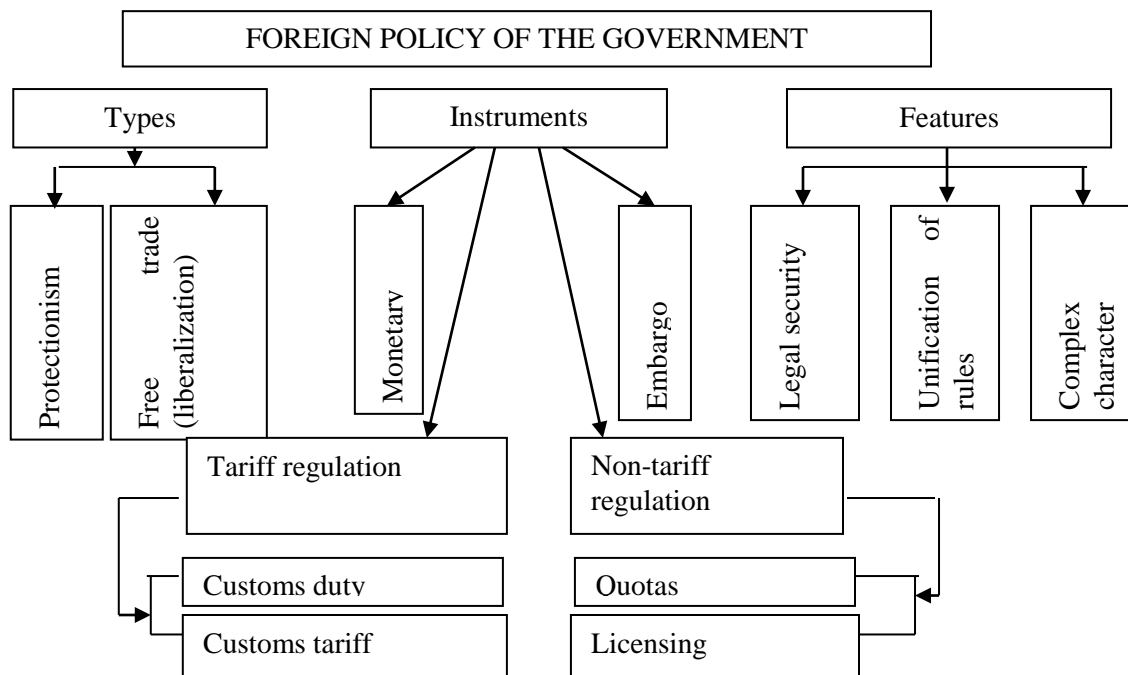 FOREIGN POLICY OF THE GOVERNMENT
Types
Instruments
Features
Protectionism
Free trade
(liberalization)
Monetary
Embargo
Legal security
Unification of
rules
Complex
character
Tariff regulation
Non-tariff
regulation
Customs duty
Quotas
Customs tariff
Licensing